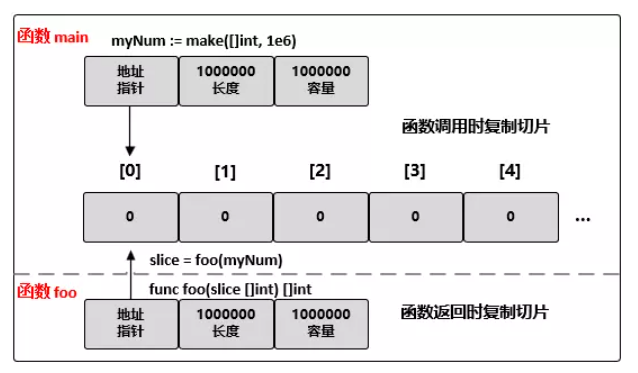 函数 main
myNum := make([]int, 1e6)
地址
指针
1000000
长度
1000000
容量
函数调用时复制切片
[0]
[1]
[2]
[3]
[4]
0
0
0
0
0
...
slice = foo(myNum)
函数 foo
func foo(slice []int) []int
地址
指针
1000000
长度
1000000
容量
函数返回时复制切片